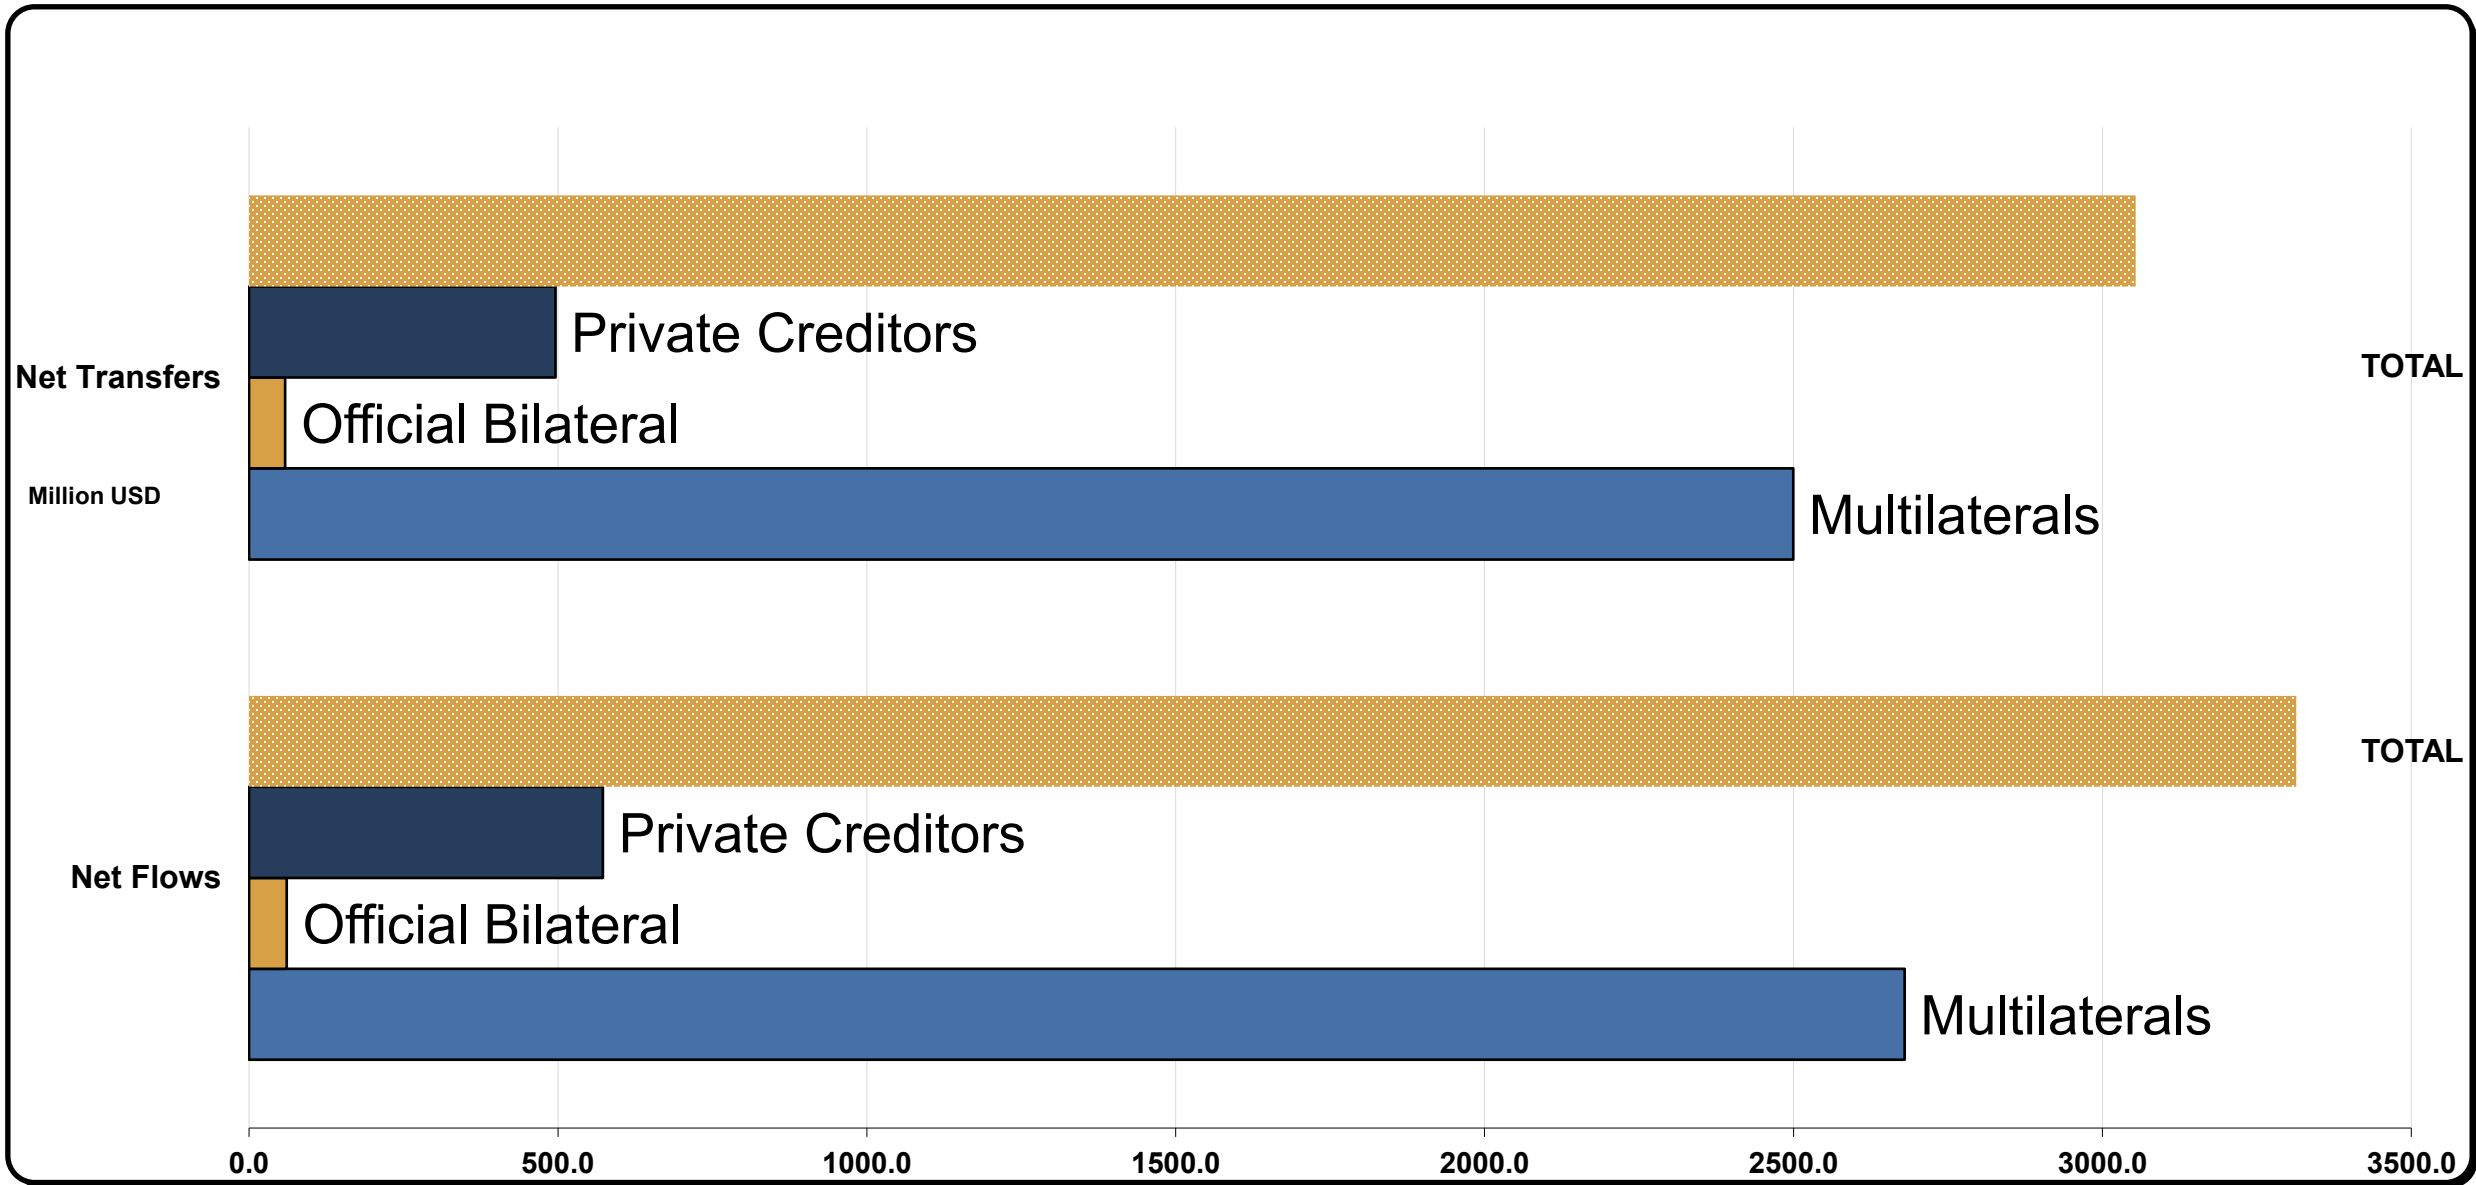 Private Creditors
Net Transfers
TOTAL
Official Bilateral
Million USD
Multilaterals
TOTAL
Private Creditors
Net Flows
Official Bilateral
Multilaterals
0.0 500.0 1000.0 1500.0 2000.0 2500.0 3000.0 3500.0